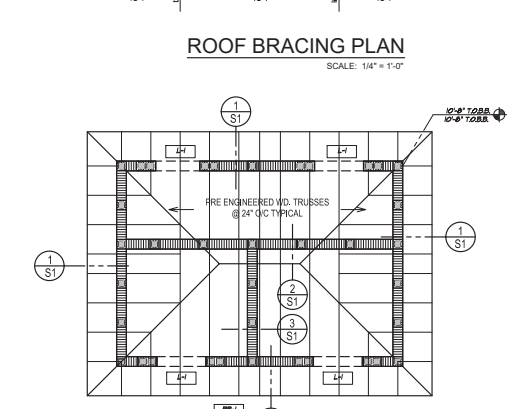 ROOF BRACING PLAN
SCALE: 1/4" = 1'-0"
1
S1
10'-8" T.O.B.B.
10'-8" T.O.B.B.
L-1
L-1
PRE ENGINEERED WD. TRUSSES
@ 24" O/C TYPICAL
1
S1
1
S1
2
S1
3
S1
L-1
L-1